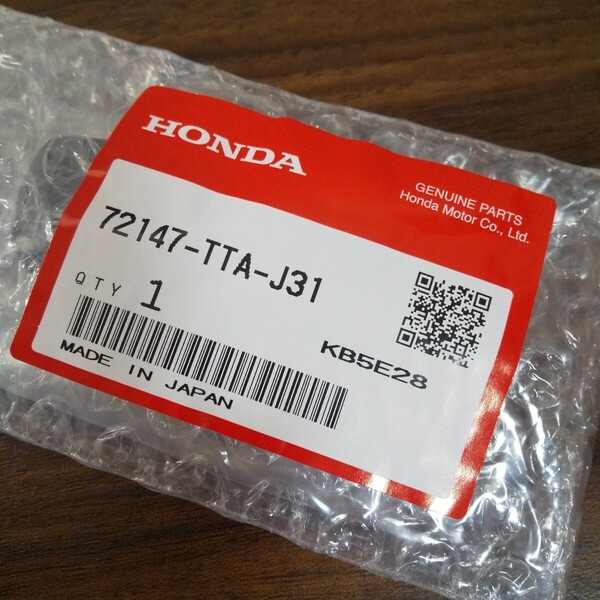 HONDA
GENUINE PARTS
Honda Motor Co., Ltd.
72147-TTA-J31
QTY 1
KB5E28
MADE IN JAPAN